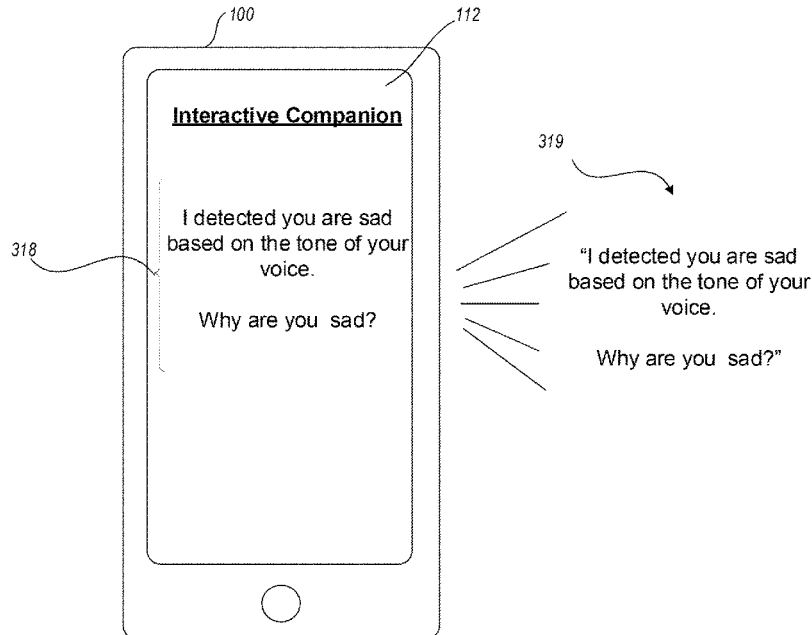 100
112
Interactive Companion
319
318
I detected you are sad
based on the tone of your
voice.
Why are you sad?
“I detected you are sad
based on the tone of your
voice.
Why are you sad?”